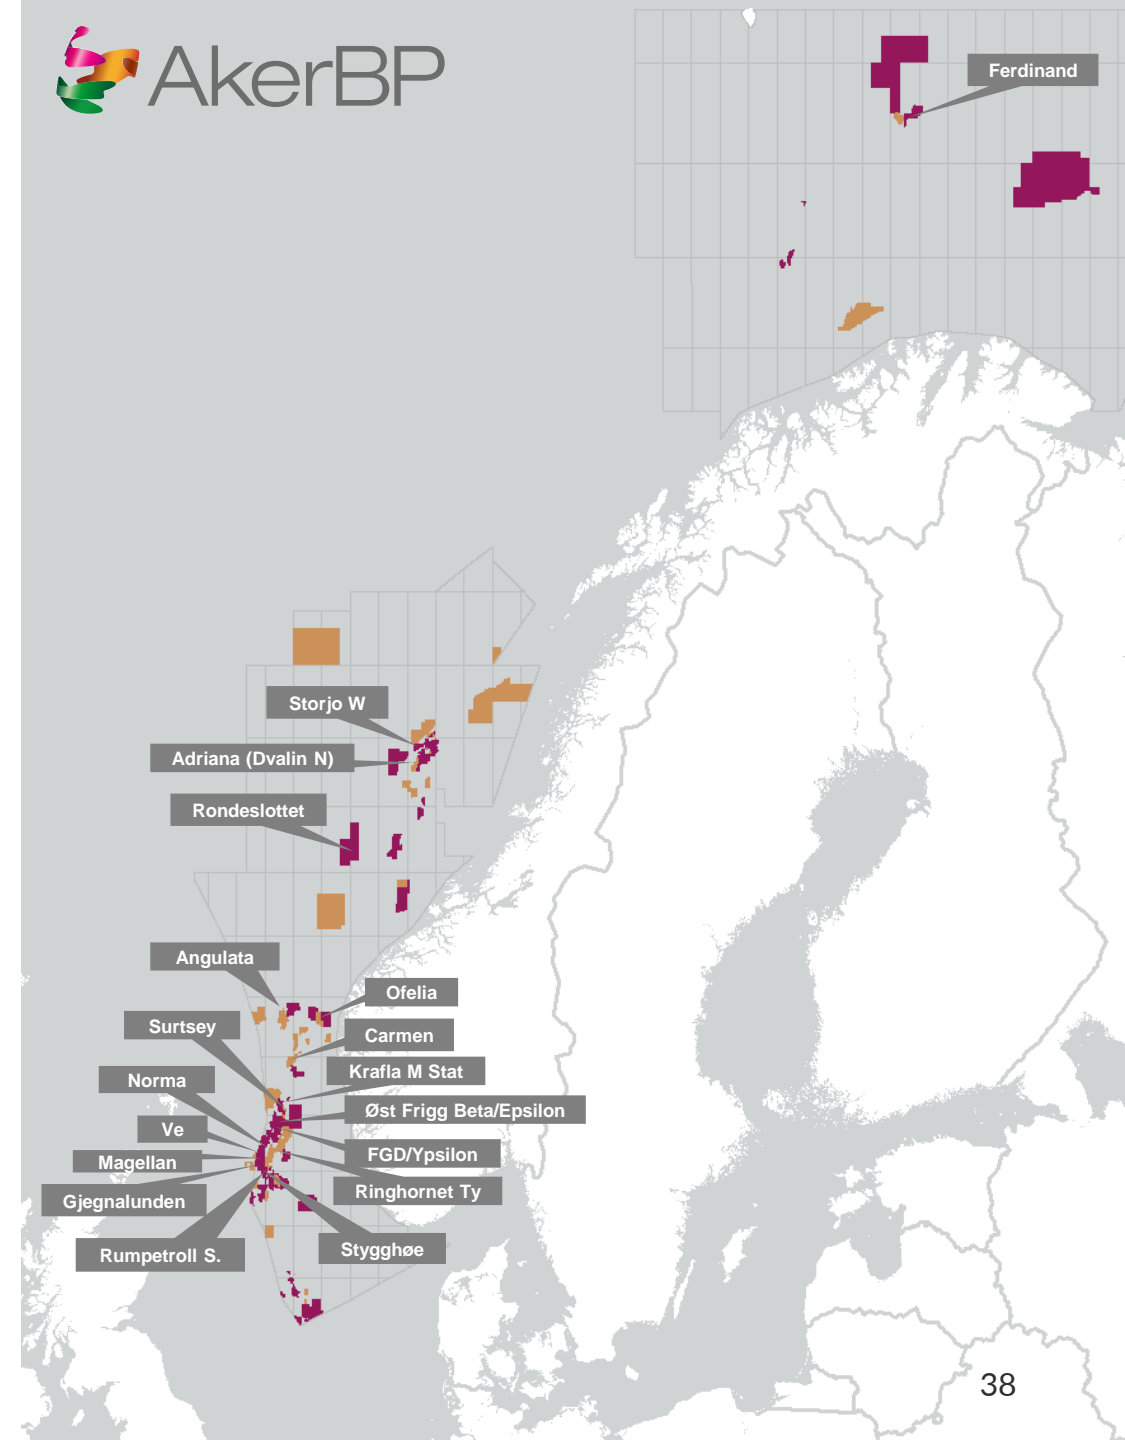 AkerBP
Ferdinand
Storjo W
Adriana (Dvalin N)
Rondeslottet
Angulata
Ofelia
Surtsey
Carmen
Krafla M Stat
Norma
Øst Frigg Beta/Epsilon
Ve
FGD/Ypsilon
Magellan
Ringhornet Ty
Gjegnalunden
Stygghøe
Rumpetroll S.
38